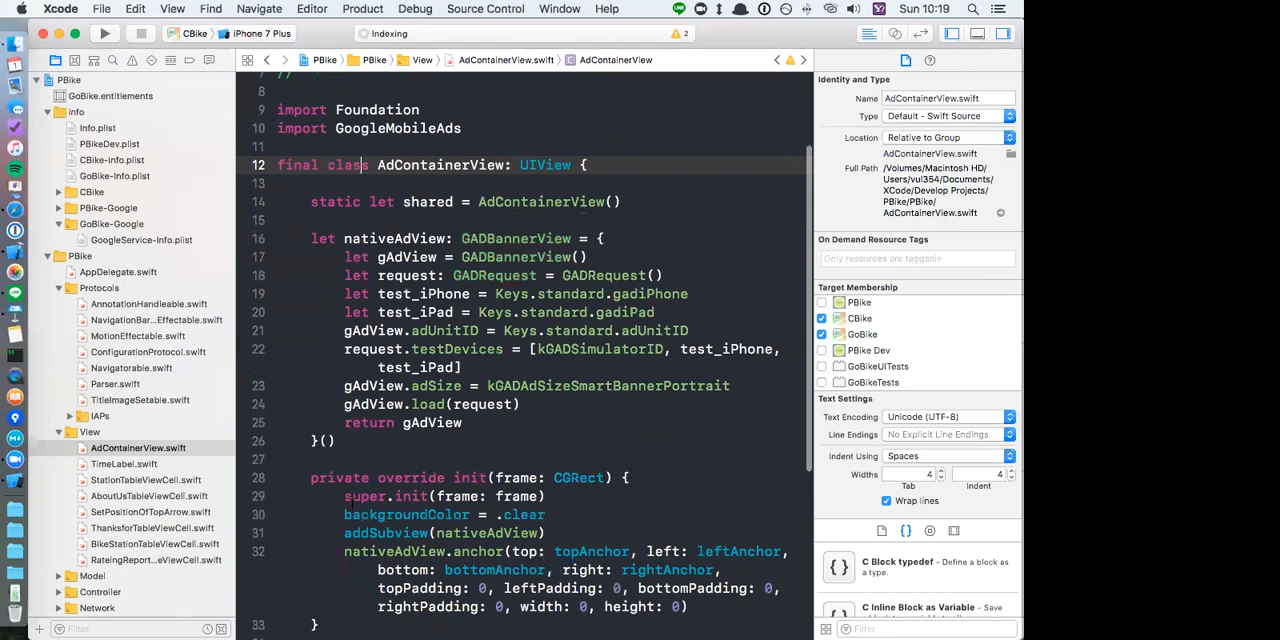 Xcode File Edit View Find Navigate Editor Product Debug Source Control Window Help Sun 10:19
CBike iPhone 7 Plus Indexing 2
PBike PBike View AdContainerView.swift AdContainerView
PBike
GoBike.entitlements
info
Info.plist
PBikeDev.plist
CBike-Info.plist
GoBike-Info.plist
CBike
PBike-Google
GoBike-Google
GoogleService-Info.plist
PBike
AppDelegate.swift
Protocols
AnnotationHandleable.swift
NavigationBar...Effectable.swift
MotionEffectable.swift
ConfigurationProtocol.swift
Navigatorable.swift
Parser.swift
TitleImageSetable.swift
IAPs
View
AdContainerView.swift
TimeLabel.swift
StationTableViewCell.swift
AboutUsTableViewCell.swift
SetPositionOfTopArrow.swift
ThanksforTableViewCell.swift
BikeStationTableViewCell.swift
RateingReport...eViewCell.swift
Model
Controller
Network
Filter
7 //
8
9 import Foundation
10 import GoogleMobileAds
11
12 final class AdContainerView: UIView {
13
14 static let shared = AdContainerView()
15
16 let nativeAdView: GADBannerView = {
17 let gAdView = GADBannerView()
18 let request: GADRequest = GADRequest()
19 let test_iPhone = Keys.standard.gadiPhone
20 let test_iPad = Keys.standard.gadiPad
21 gAdView.adUnitID = Keys.standard.adUnitID
22 request.testDevices = [kGADSimulatorID, test_iPhone,
test_iPad]
23 gAdView.adSize = kGADAdSizeSmartBannerPortrait
24 gAdView.load(request)
25 return gAdView
26 }()
27
28 private override init(frame: CGRect) {
29 super.init(frame: frame)
30 backgroundColor = .clear
31 addSubview(nativeAdView)
32 nativeAdView.anchor(top: topAnchor, left: leftAnchor,
bottom: bottomAnchor, right: rightAnchor,
topPadding: 0, leftPadding: 0, bottomPadding: 0,
rightPadding: 0, width: 0, height: 0)
33 }
Identity and Type
Name AdContainerView.swift
Type Default - Swift Source
Location Relative to Group
AdContainerView.swift
Full Path /Volumes/Macintosh HD/
Users/vul354/Documents/
XCode/Develop Projects/
PBike/PBike/
AdContainerView.swift
On Demand Resource Tags
Only resources are taggable
Target Membership
PBike
CBike
GoBike
PBike Dev
GoBikeUITests
GoBikeTests
Text Settings
Text Encoding Unicode (UTF-8)
Line Endings No Explicit Line Endings
Indent Using Spaces
Widths 4 4
Tab Indent
Wrap lines
{ } C Block typedef - Define a block as
a type.
C Inline Block as Variable - Save
Filter